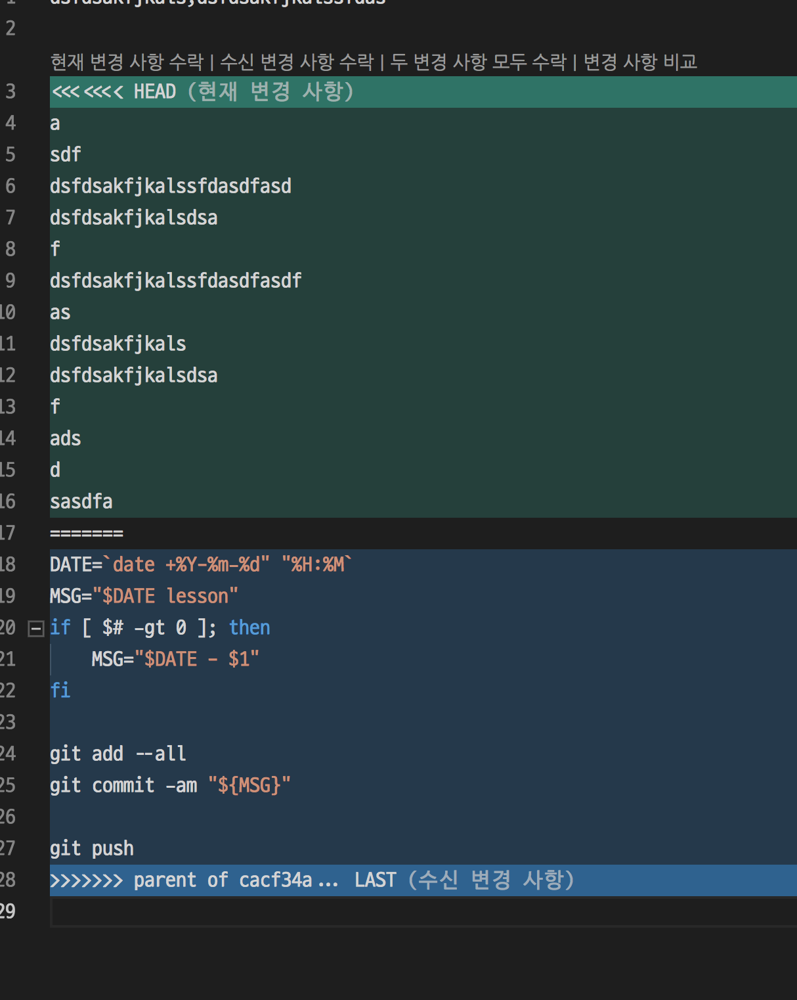 1 dsfdsakfjkals;dsfdsakfjkalssfdas
2
현재 변경 사항 수락 | 수신 변경 사항 수락 | 두 변경 사항 모두 수락 | 변경 사항 비교
3 <<<<<<< HEAD (현재 변경 사항)
4 a
5 sdf
6 dsfdsakfjkalssfdasdfasd
7 dsfdsakfjkalsdsa
8 f
9 dsfdsakfjkalssfdasdfasdf
10 as
11 dsfdsakfjkals
12 dsfdsakfjkalsdsa
13 f
14 ads
15 d
16 sasdfa
17 =======
18 DATE=`date +%Y-%m-%d" "%H:%M`
19 MSG="$DATE lesson"
20 if [ $# -gt 0 ]; then
21 MSG="$DATE - $1"
22 fi
23
24 git add --all
25 git commit -am "${MSG}"
26
27 git push
28 >>>>>>> parent of cacf34a... LAST (수신 변경 사항)
29